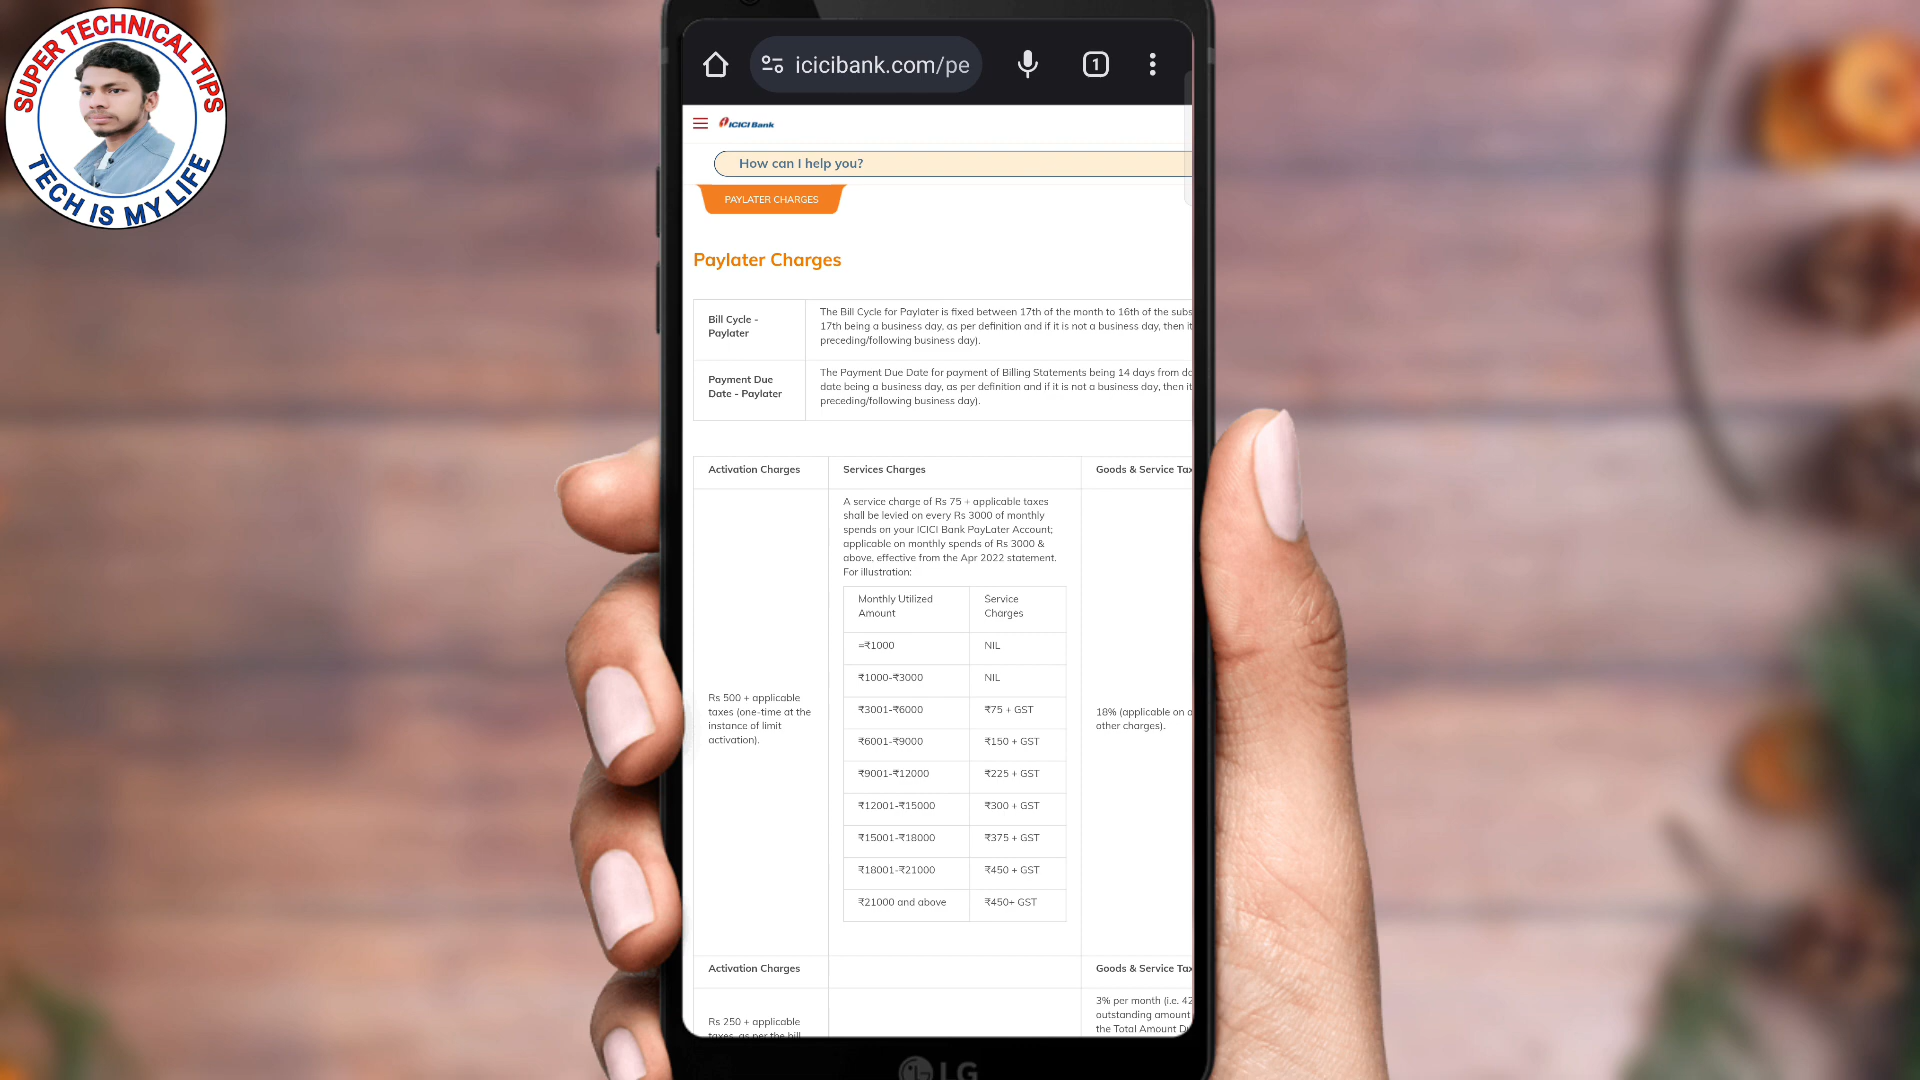 SUPER TECHNICAL TIPS
TECH IS MY LIFE
icicibank.com/pe
1
ICICI Bank
How can I help you?
PAYLATER CHARGES
Paylater Charges
Bill Cycle -
Paylater
The Bill Cycle for Paylater is fixed between 17th of the month to 16th of the subs
17th being a business day, as per definition and if it is not a business day, then it
preceding/following business day).
Payment Due
Date - Paylater
The Payment Due Date for payment of Billing Statements being 14 days from da
date being a business day, as per definition and if it is not a business day, then it
preceding/following business day).
Activation Charges
Services Charges
Goods & Service Tax
Rs 500 + applicable
taxes (one-time at the
instance of limit
activation).
A service charge of Rs 75 + applicable taxes
shall be levied on every Rs 3000 of monthly
spends on your ICICI Bank PayLater Account;
applicable on monthly spends of Rs 3000 &
above. effective from the Apr 2022 statement.
For illustration:
Monthly Utilized
Amount
Service
Charges
=₹1000
NIL
₹1000-₹3000
NIL
₹3001-₹6000
₹75 + GST
₹6001-₹9000
₹150 + GST
₹9001-₹12000
₹225 + GST
₹12001-₹15000
₹300 + GST
₹15001-₹18000
₹375 + GST
₹18001-₹21000
₹450 + GST
₹21000 and above
₹450+ GST
18% (applicable on a
other charges).
Activation Charges
Goods & Service Tax
Rs 250 + applicable
taxes, as per the bill
3% per month (i.e. 42
outstanding amount
the Total Amount Du
LG